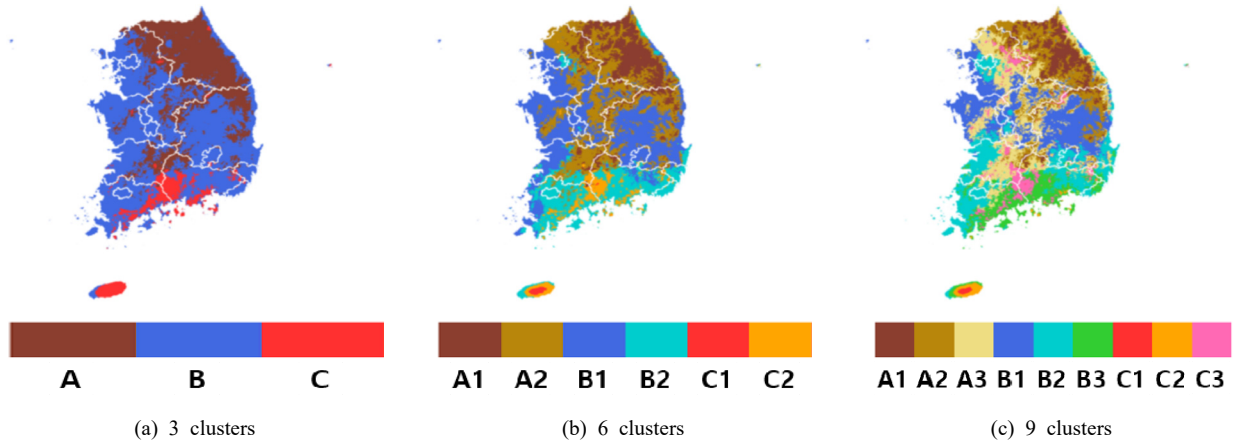 A B C
A1 A2 B1 B2 C1 C2
A1 A2 A3 B1 B2 B3 C1 C2 C3
(a) 3 clusters
(b) 6 clusters
(c) 9 clusters